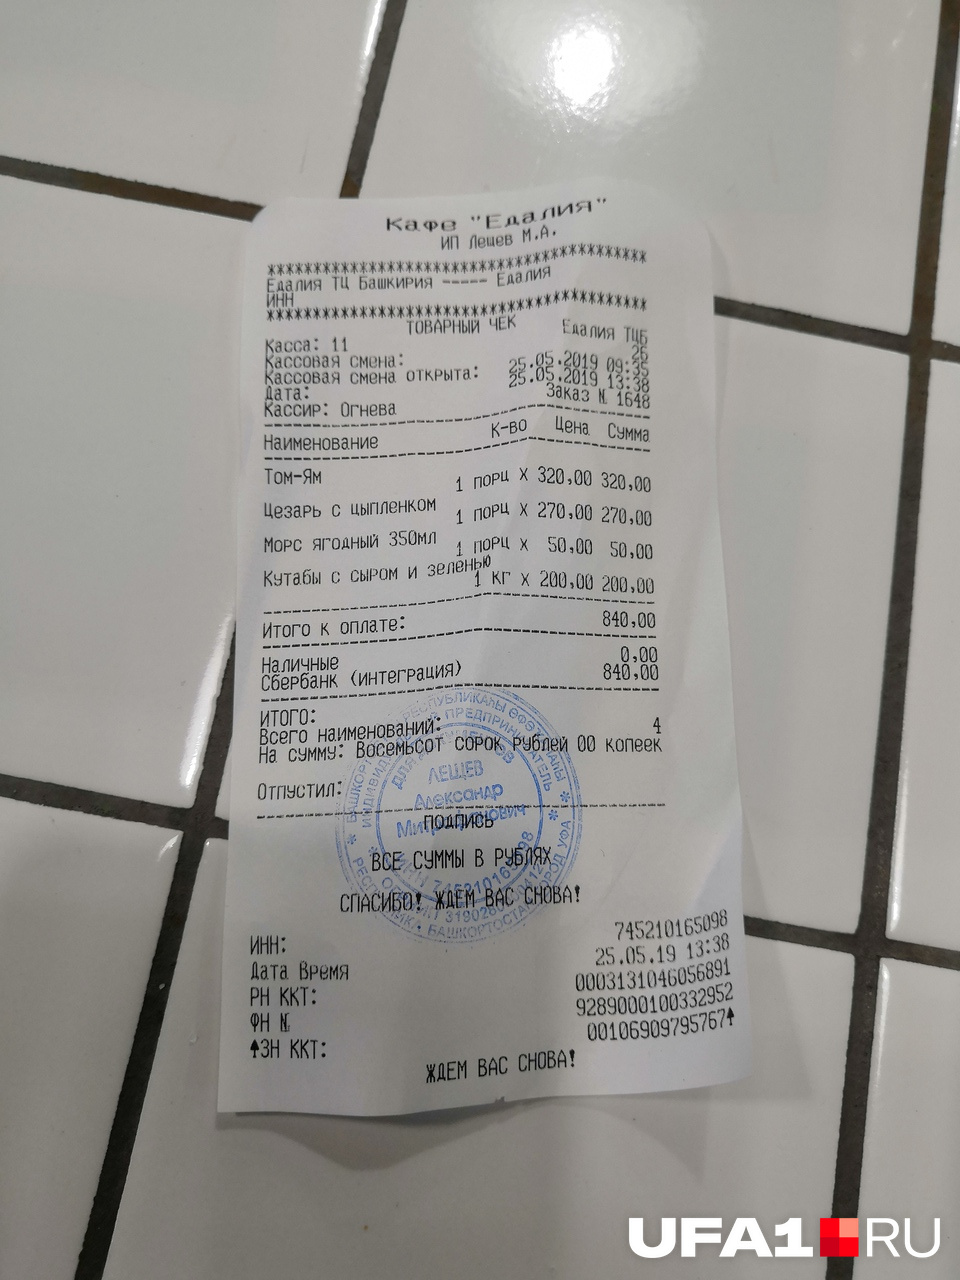 Кафе "Едалия"
ИП Лещев М.А.
*****************************************
Едалия ТЦ Башкирия ----- Едалия
ИНН
*****************************************
ТОВАРНЫЙ ЧЕК
Касса: 11 Едалия ТЦБ
Кассовая смена: 26
Кассовая смена открыта: 25.05.2019 09:35
Дата: 25.05.2019 13:38
Кассир: Огнева Заказ № 1648
Наименование К-во Цена Сумма
Том-Ям
1 порц X 320,00 320,00
Цезарь с цыпленком
1 порц X 270,00 270,00
Морс ягодный 350мл
1 порц X 50,00 50,00
Кутабы с сыром и зеленью
1 кг X 200,00 200,00
Итого к оплате: 840,00
Наличные 0,00
Сбербанк (интеграция) 840,00
ИТОГО:
Всего наименований: 4
На сумму: Восемьсот сорок рублей 00 копеек
Отпустил:
подпись
ВСЕ СУММЫ В РУБЛЯХ
СПАСИБО! ЖДЕМ ВАС СНОВА!
ЛЕЩЕВ
Александр
ИНН: 745210165098
Дата Время 25.05.19 13:38
РН ККТ: 0003131046056891
ФН № 9289000100332952
↑ЗН ККТ: 00106909795767↑
ЖДЕМ ВАС СНОВА!
UFA1.RU